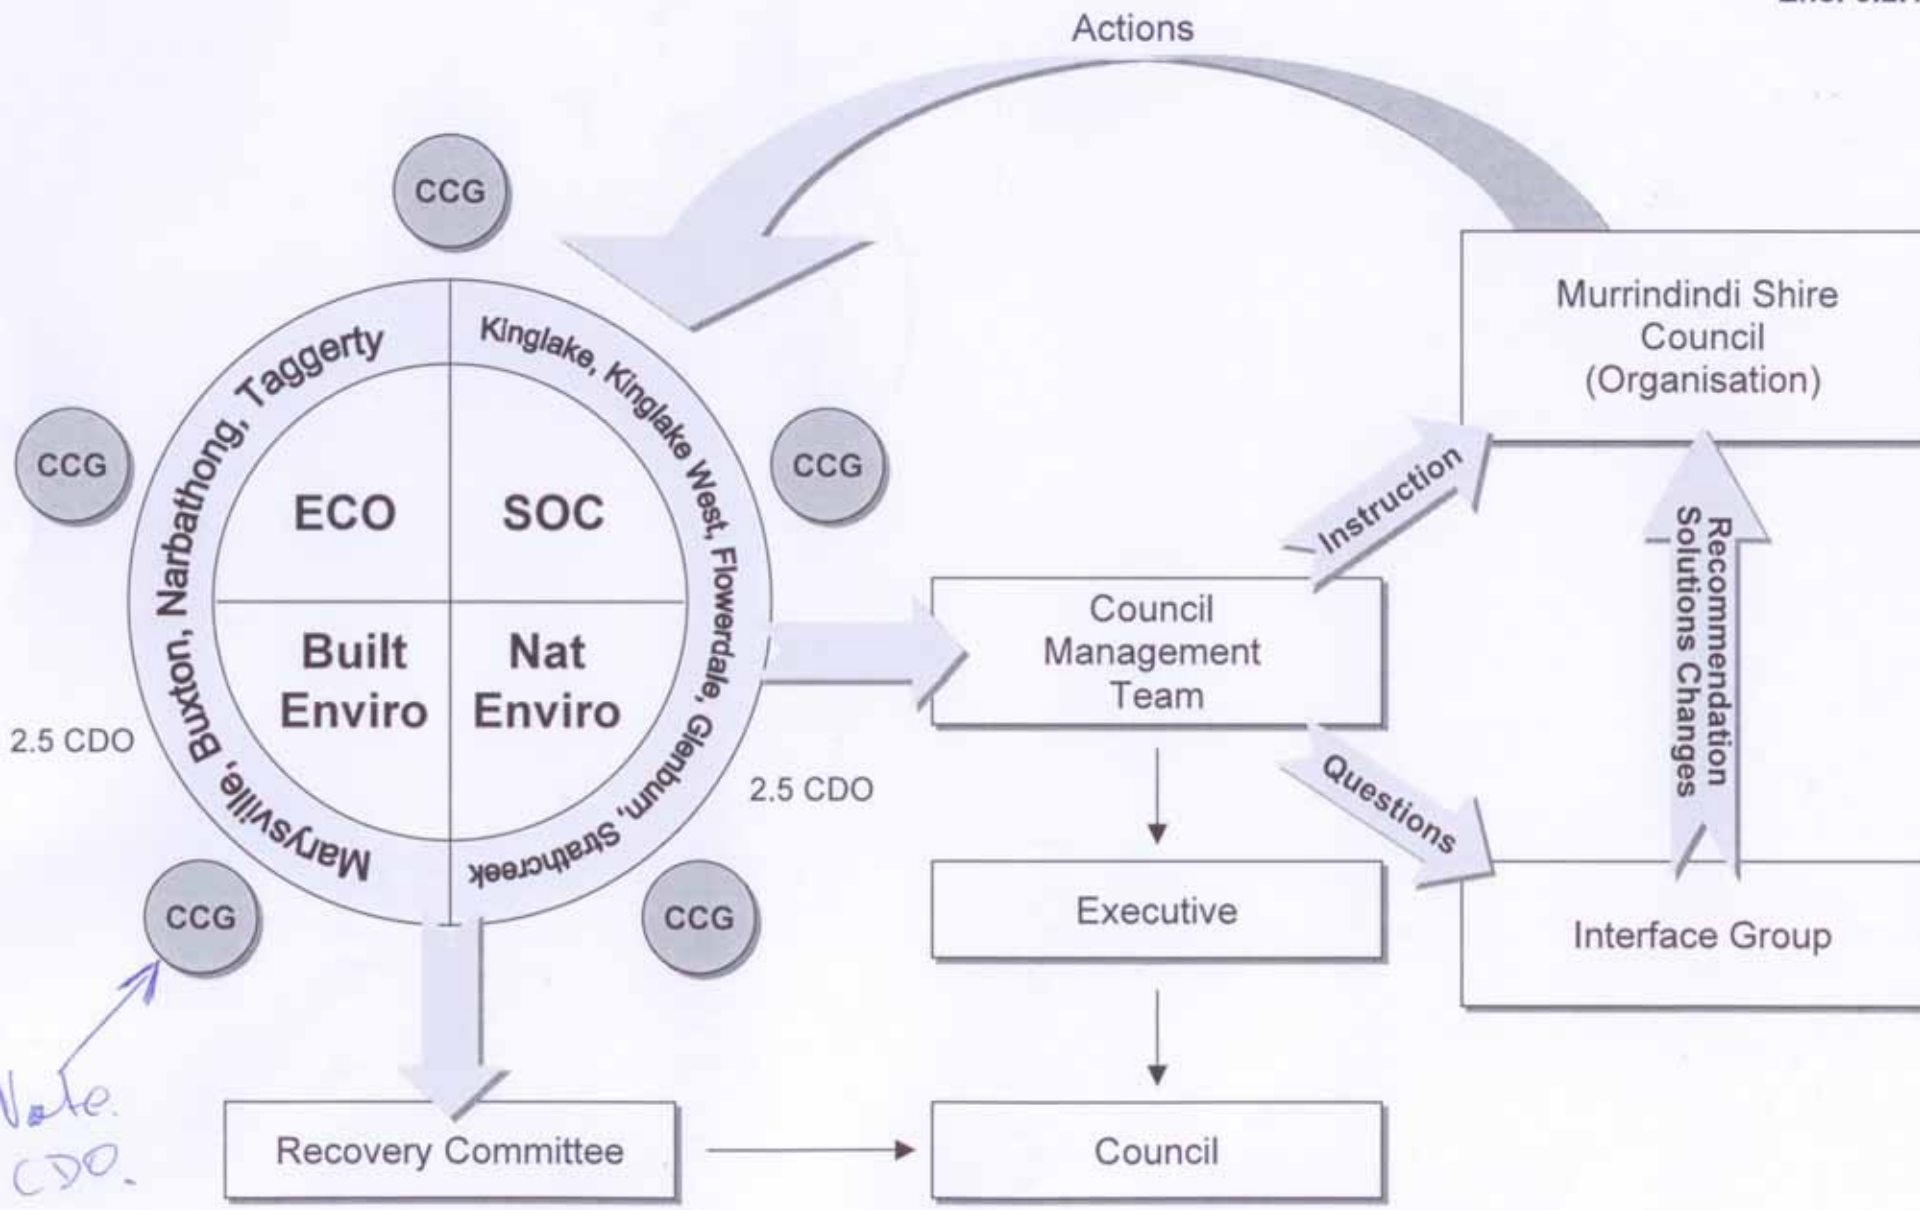 Actions
CCG
Murrindindi Shire
Council
(Organisation)
Marysville, Buxton, Narbathong, Taggerty
Kinglake, Kinglake West, Flowerdale, Glenburn, Strathcreek
CCG
CCG
ECO
SOC
Instruction
Recommendation
Solutions Changes
Council
Management
Team
Built
Enviro
Nat
Enviro
2.5 CDO
2.5 CDO
Questions
CCG
CCG
Executive
Interface Group
Note.
CDO.
Recovery Committee
Council